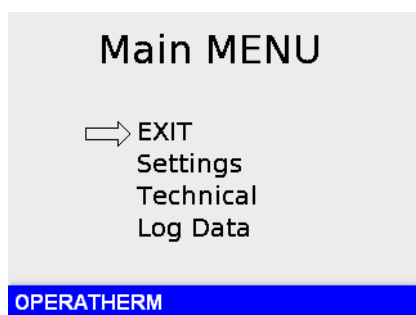 Main MENU
EXIT
Settings
Technical
Log Data
OPERATHERM